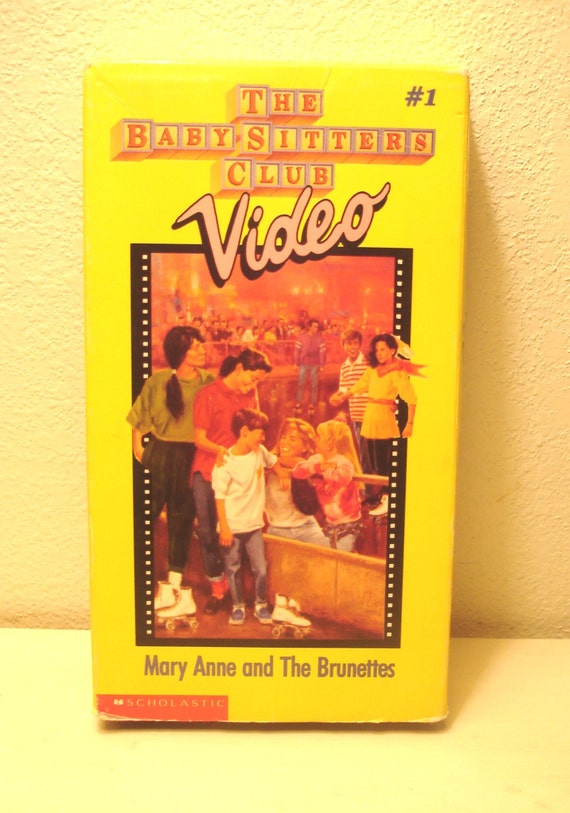 THE
#1
BABY-SITTERS
CLUB
Video
Mary Anne and The Brunettes
SCHOLASTIC